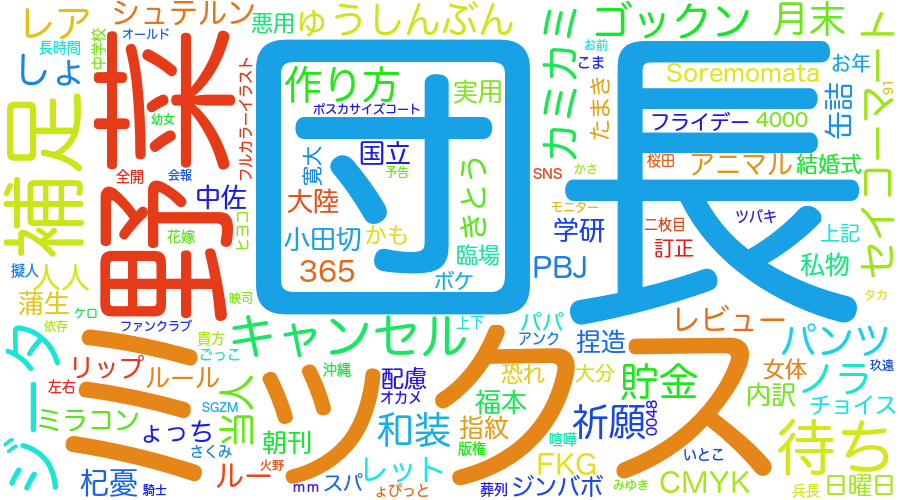 レア
シュテルン
悪用
ゅうしんぶん
ミ
カミカ
ゴックン
月末
長時間
オールド
中学校
お前
こま
お年
しょ
団長
野菜
作り方
実用
Soremomata
缶詰
セイコーマート
91
補足
フルカラーイラスト
ポスカサイズコート
たまき
フライデー
4000
幼女
国立
寛大
予告
きとう
SNS
かさ
桜田
アニマル
結婚式
全開
会報
中佐
大陸
モニター
二枚目
ツバキ
花嫁
ヒヨコ
小田切
かも
臨場
学研
訂正
上記
擬人
人人
365
ボケ
PBJ
私物
蒲生
ケロ
映司
タカ
依存
ファンクラブ
キャンセル
上下
パパ
レビュー
パンツ
貴方
ごっこ
アンク
捏造
ジータ
ミックス
リップ
ルール
沖縄
配慮
恐れ
大分
貯金
女体
ノラ
玖遠
左右
SGZM
当人
オカメ
福本
内訳
チョイス
ミラコン
ょっち
さくみ
朝刊
和装
指紋
祈願
0048
待ち
版権
喧嘩
いとこ
杞憂
ルー
火野
レット
FKG
CMYK
騎士
mm
スパ
ょぴっと
葬列
ジンバボ
みゆき
兵長
日曜日